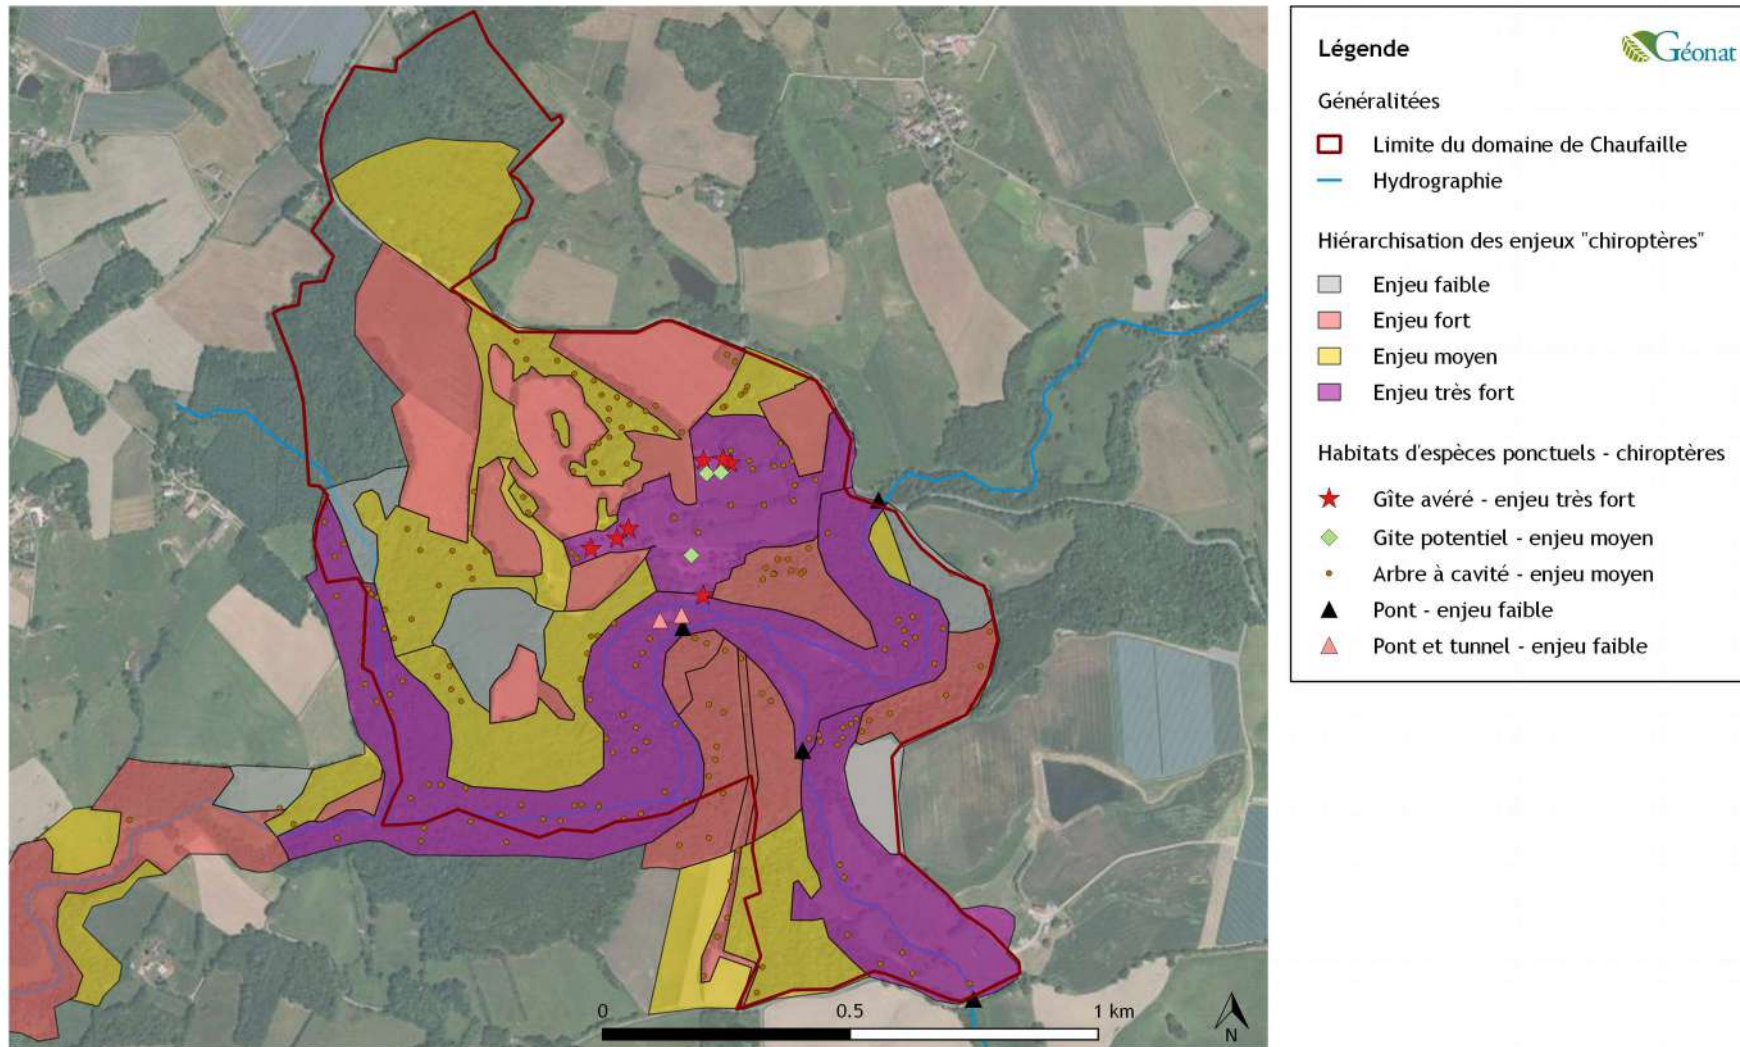 Légende
Géonat
Généralitées
Limite du domaine de Chaufaille
Hydrographie
Hiérarchisation des enjeux "chiroptères"
Enjeu faible
Enjeu fort
Enjeu moyen
Enjeu très fort
Habitats d'espèces ponctuels - chiroptères
Gîte avéré - enjeu très fort
Gite potentiel - enjeu moyen
Arbre à cavité - enjeu moyen
Pont - enjeu faible
Pont et tunnel - enjeu faible
0 0.5 1 km
N